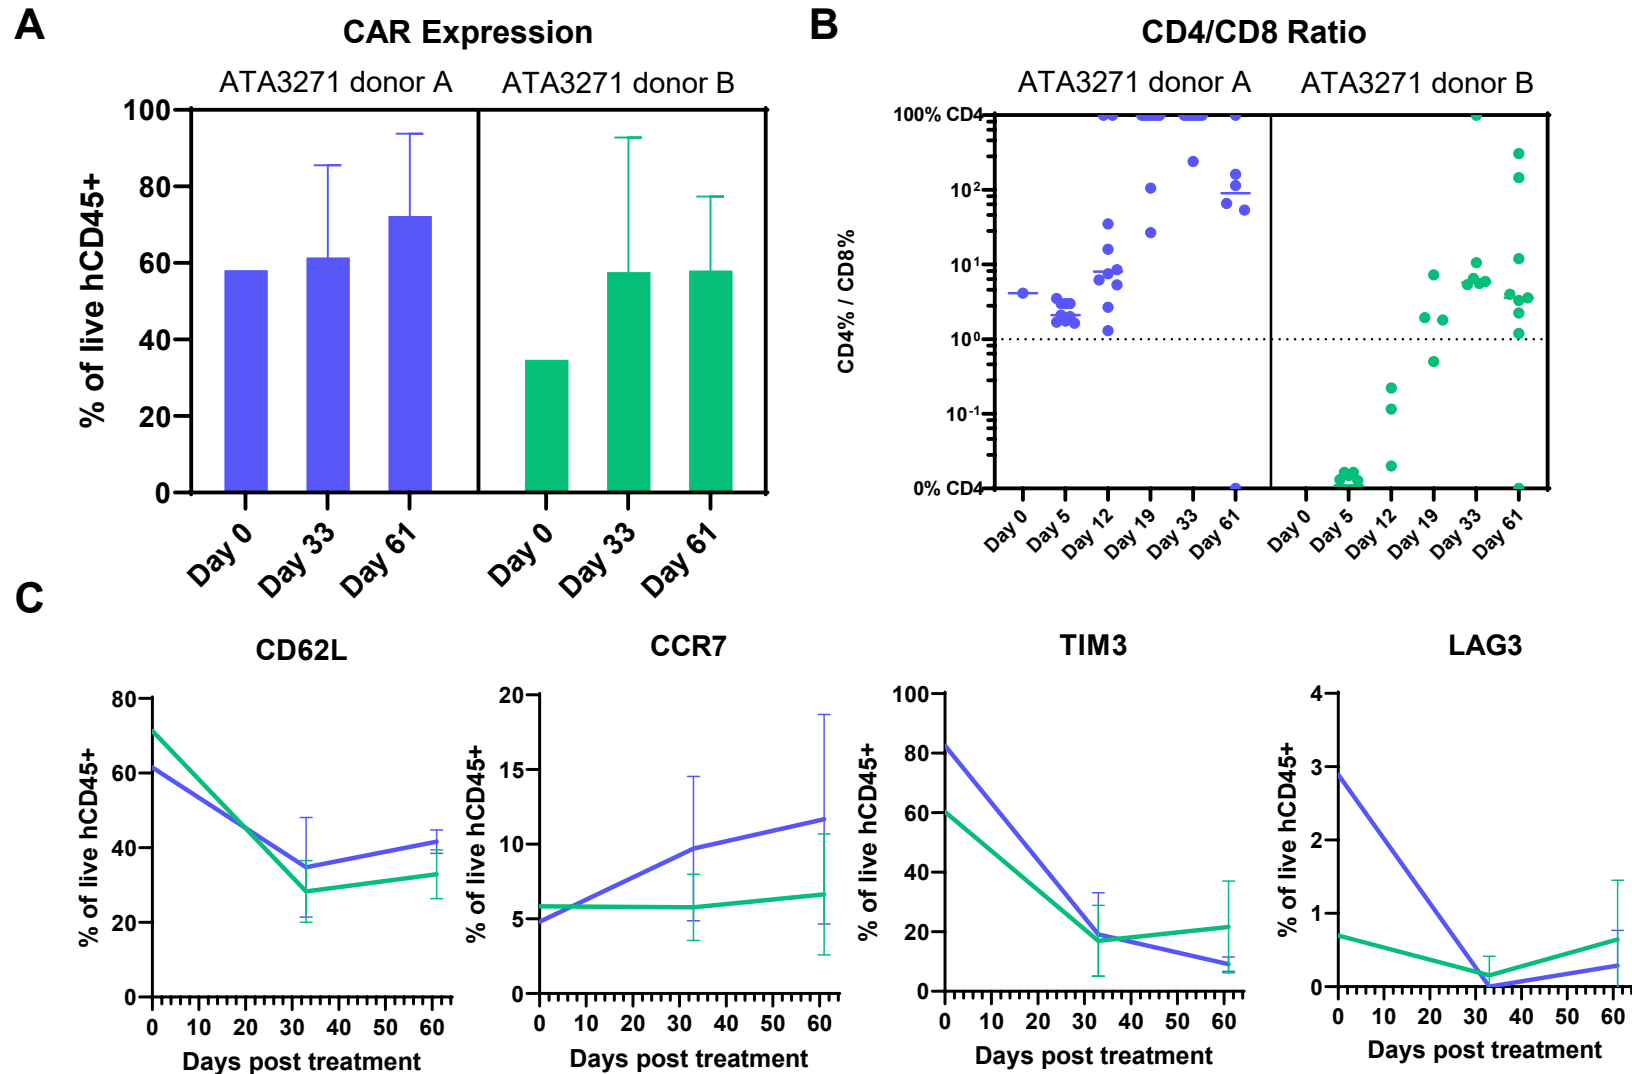 A
CAR Expression
ATA3271 donor A
ATA3271 donor B
% of live hCD45+
100
80
60
40
20
0
Day 0
Day 33
Day 61
Day 0
Day 33
Day 61
B
CD4/CD8 Ratio
ATA3271 donor A
ATA3271 donor B
CD4% / CD8%
100% CD4
10²
10¹
10⁰
10⁻¹
0% CD4
Day 0
Day 5
Day 12
Day 19
Day 33
Day 61
Day 0
Day 5
Day 12
Day 19
Day 33
Day 61
C
CD62L
% of live hCD45+
80
60
40
20
0
0 10 20 30 40 50 60
Days post treatment
CCR7
% of live hCD45+
20
15
10
5
0
0 10 20 30 40 50 60
Days post treatment
TIM3
% of live hCD45+
100
80
60
40
20
0
0 10 20 30 40 50 60
Days post treatment
LAG3
% of live hCD45+
4
3
2
1
0
0 10 20 30 40 50 60
Days post treatment